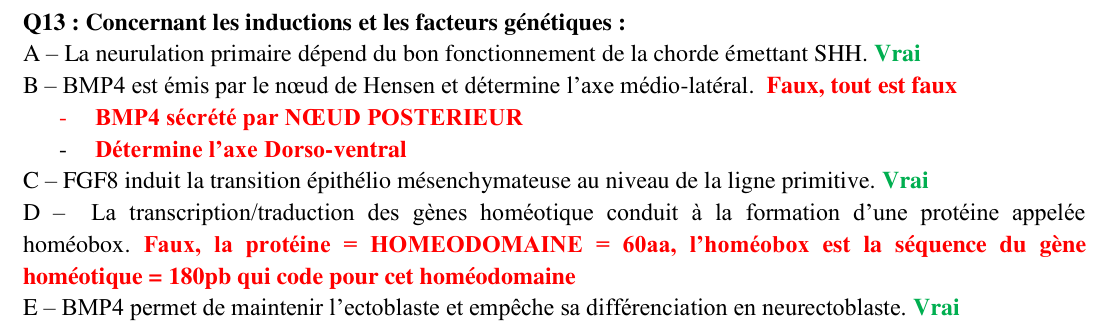 Q13 : Concernant les inductions et les facteurs génétiques :
A – La neurulation primaire dépend du bon fonctionnement de la chorde émettant SHH. Vrai
B – BMP4 est émis par le nœud de Hensen et détermine l’axe médio-latéral. Faux, tout est faux
- BMP4 sécrété par NŒUD POSTERIEUR
- Détermine l’axe Dorso-ventral
C – FGF8 induit la transition épithélio mésenchymateuse au niveau de la ligne primitive. Vrai
D – La transcription/traduction des gènes homéotique conduit à la formation d’une protéine appelée
homéobox. Faux, la protéine = HOMEODOMAINE = 60aa, l’homéobox est la séquence du gène
homéotique = 180pb qui code pour cet homéodomaine
E – BMP4 permet de maintenir l’ectoblaste et empêche sa différenciation en neurectoblaste. Vrai